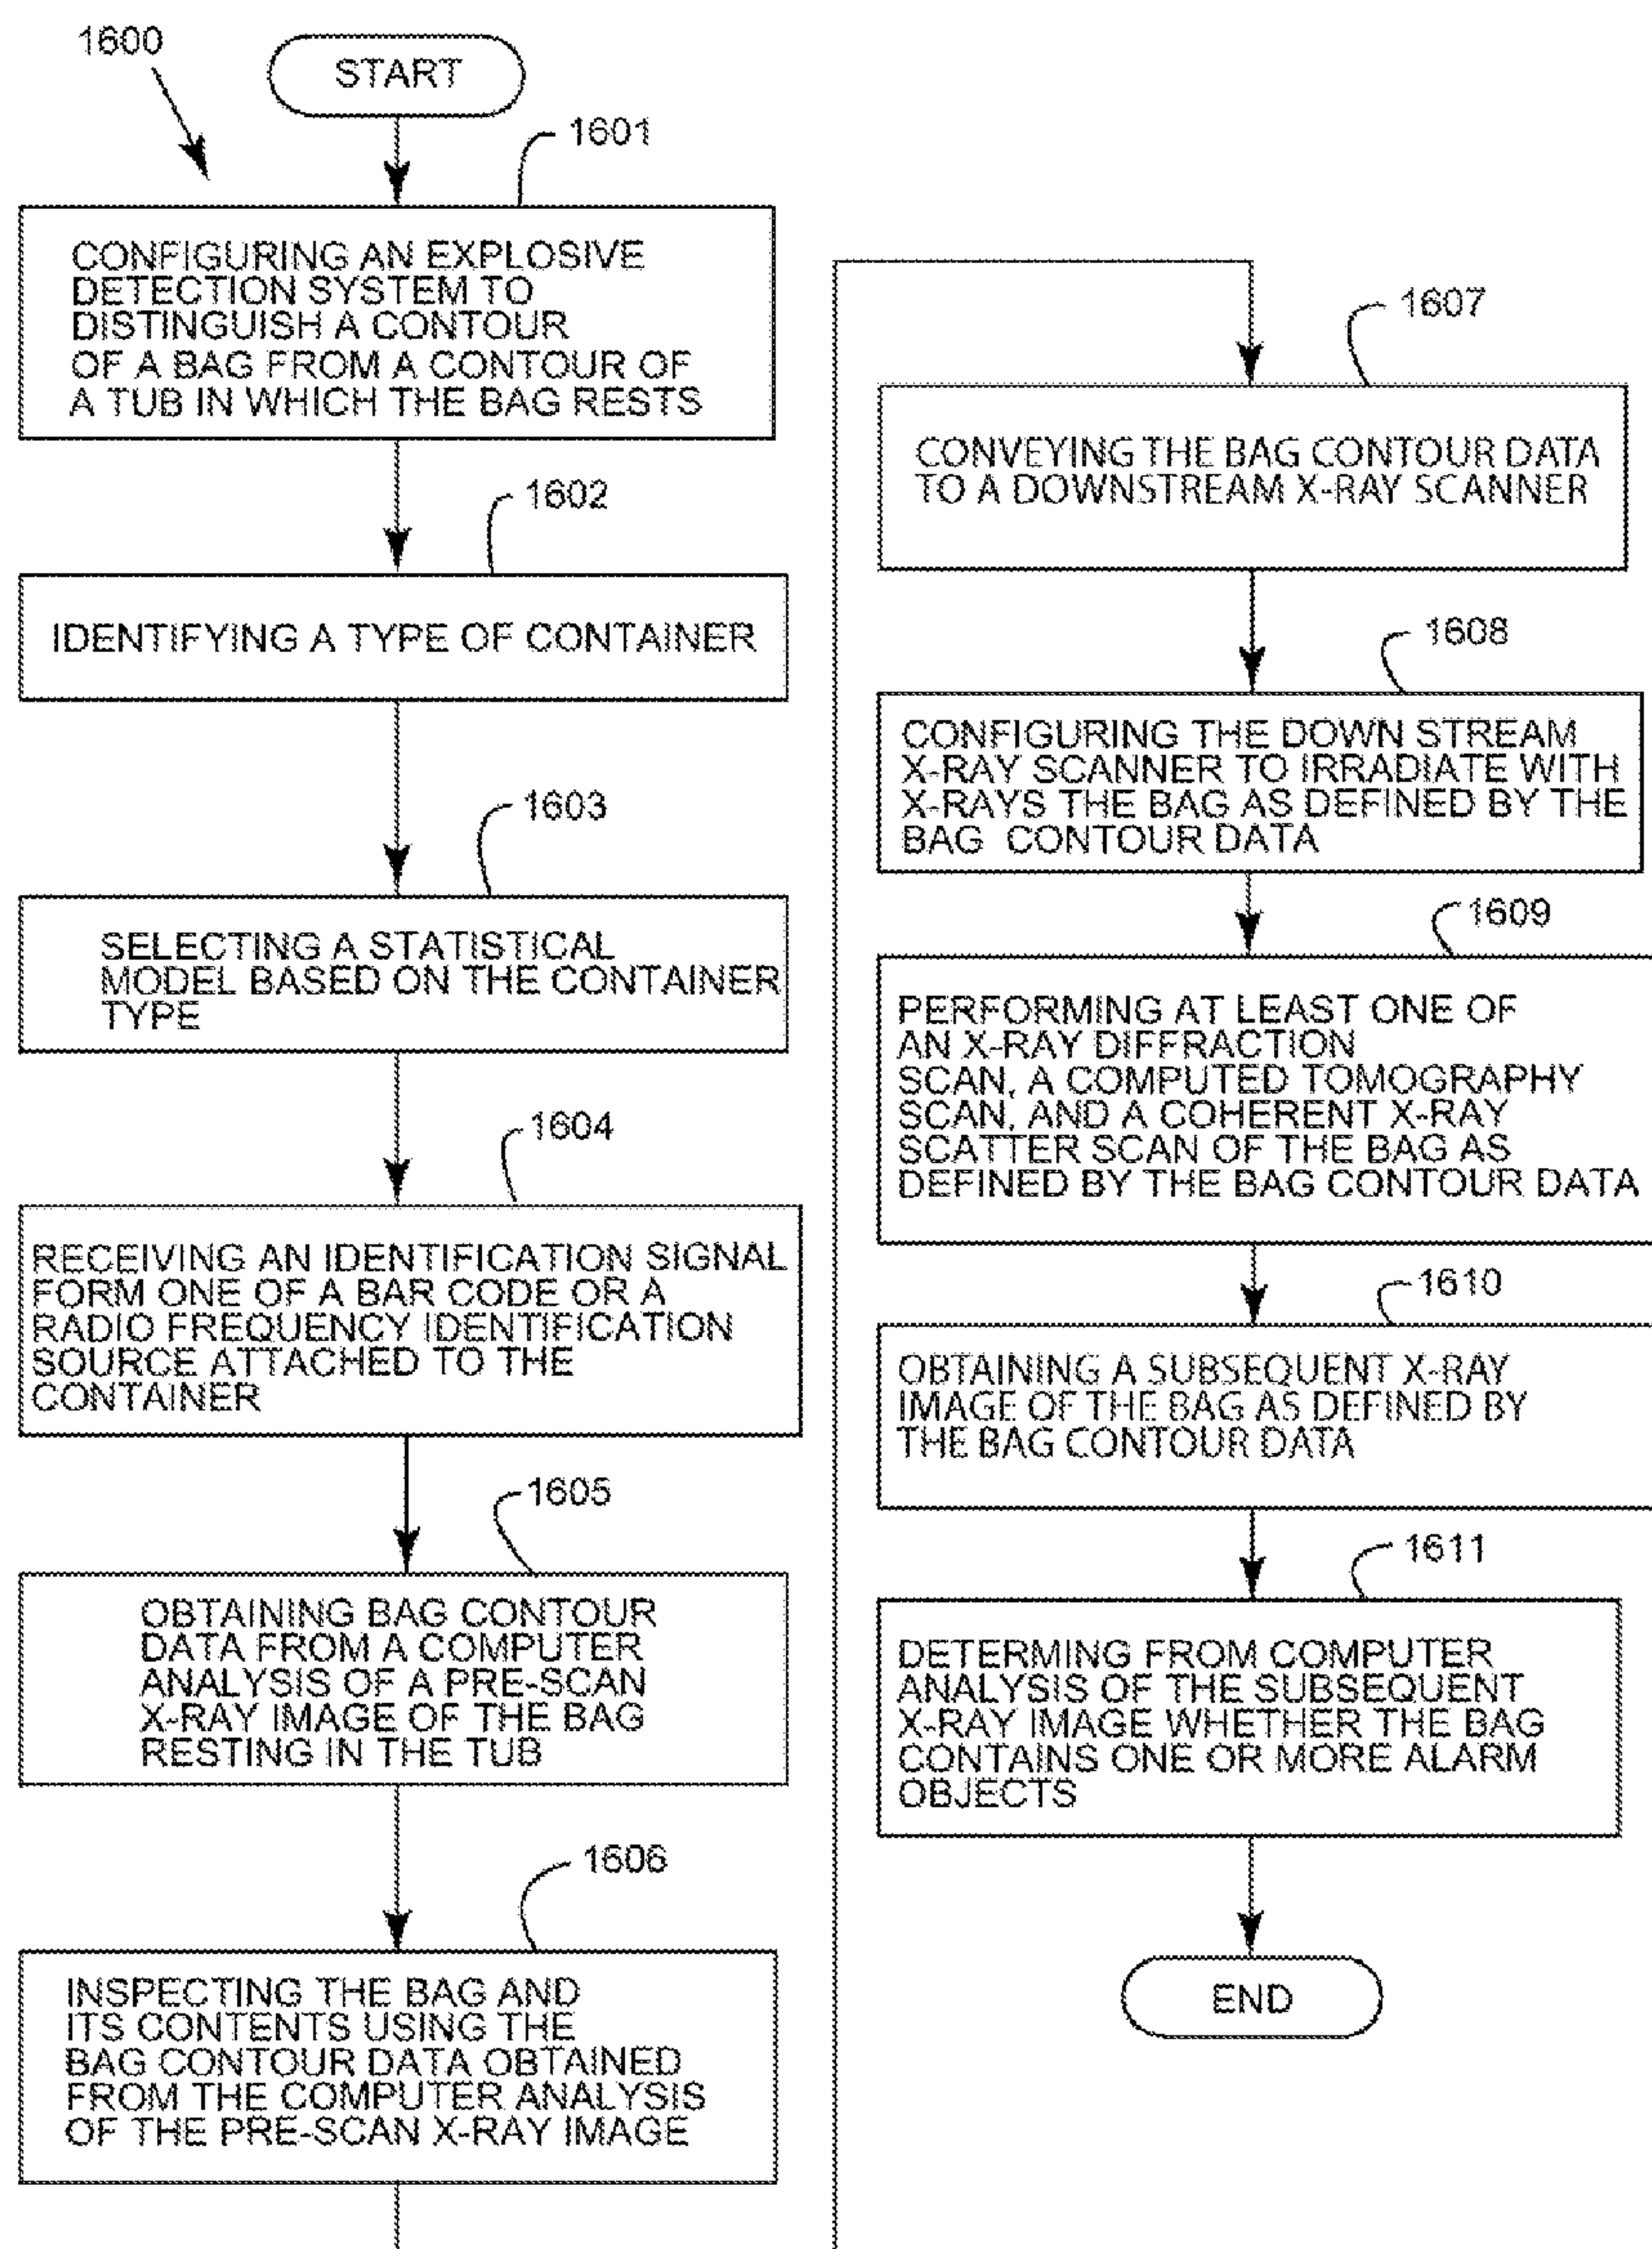 1600
START
1601
CONFIGURING AN EXPLOSIVE
DETECTION SYSTEM TO
DISTINGUISH A CONTOUR
OF A BAG FROM A CONTOUR OF
A TUB IN WHICH THE BAG RESTS
1602
IDENTIFYING A TYPE OF CONTAINER
1603
SELECTING A STATISTICAL
MODEL BASED ON THE CONTAINER
TYPE
1604
RECEIVING AN IDENTIFICATION SIGNAL
FORM ONE OF A BAR CODE OR A
RADIO FREQUENCY IDENTIFICATION
SOURCE ATTACHED TO THE
CONTAINER
1605
OBTAINING BAG CONTOUR
DATA FROM A COMPUTER
ANALYSIS OF A PRE-SCAN
X-RAY IMAGE OF THE BAG
RESTING IN THE TUB
1606
INSPECTING THE BAG AND
ITS CONTENTS USING THE
BAG CONTOUR DATA OBTAINED
FROM THE COMPUTER ANALYSIS
OF THE PRE-SCAN X-RAY IMAGE
1607
CONVEYING THE BAG CONTOUR DATA
TO A DOWNSTREAM X-RAY SCANNER
1608
CONFIGURING THE DOWN STREAM
X-RAY SCANNER TO IRRADIATE WITH
X-RAYS THE BAG AS DEFINED BY THE
BAG CONTOUR DATA
1609
PERFORMING AT LEAST ONE OF
AN X-RAY DIFFRACTION
SCAN, A COMPUTED TOMOGRAPHY
SCAN, AND A COHERENT X-RAY
SCATTER SCAN OF THE BAG AS
DEFINED BY THE BAG CONTOUR DATA
1610
OBTAINING A SUBSEQUENT X-RAY
IMAGE OF THE BAG AS DEFINED BY
THE BAG CONTOUR DATA
1611
DETERMING FROM COMPUTER
ANALYSIS OF THE SUBSEQUENT
X-RAY IMAGE WHETHER THE BAG
CONTAINS ONE OR MORE ALARM
OBJECTS
END